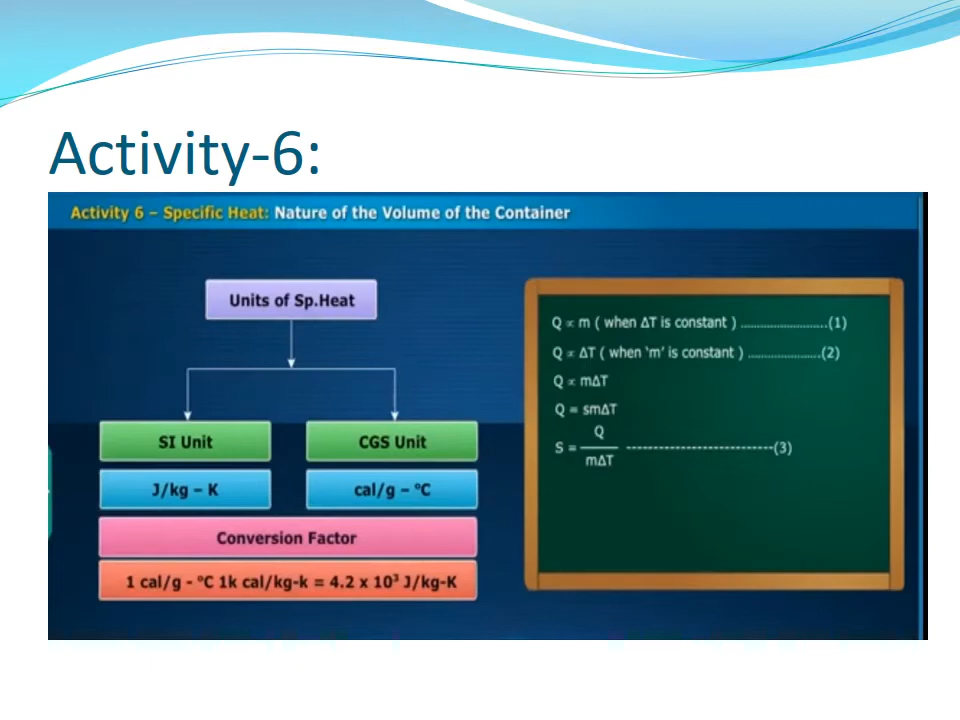 Activity-6:
Activity 6 – Specific Heat: Nature of the Volume of the Container
Units of Sp.Heat
SI Unit
CGS Unit
J/kg – K
cal/g – °C
Conversion Factor
1 cal/g - °C 1k cal/kg-k = 4.2 x 10³ J/kg-K
Q ∝ m ( when ΔT is constant ) ..........................(1)
Q ∝ ΔT ( when ‘m’ is constant ) ......................(2)
Q ∝ mΔT
Q = smΔT
S = Q / mΔT ----------------------------(3)